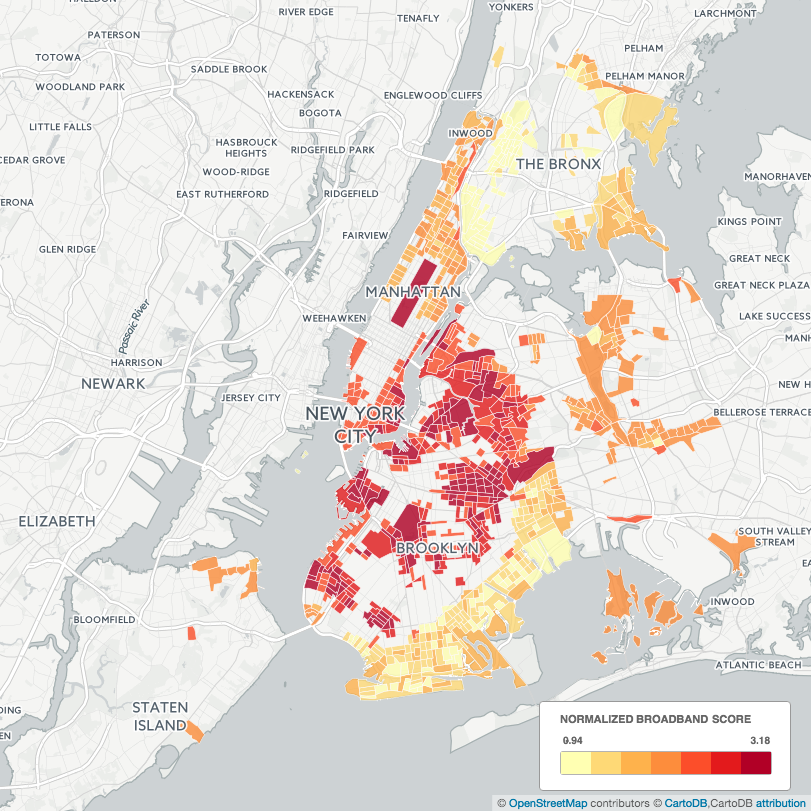 HALEDON
YONKERS
RIVER EDGE
TENAFLY
LARCHMONT
PATERSON
TOTOWA
PELHAM
SADDLE BROOK
PELHAM MANOR
WOODLAND PARK
HACKENSACK
ENGLEWOOD CLIFFS
BOGOTA
LITTLE FALLS
INWOOD
HASBROUCK
HEIGHTS
RIDGEFIELD PARK
CEDAR GROVE
THE BRONX
WOOD-RIDGE
MANORHAVEN
EAST RUTHERFORD
RIDGEFIELD
VERONA
KINGS POINT
FAIRVIEW
GLEN RIDGE
GREAT NECK
GREAT NECK PLAZA
MANHATTAN
Passaic River
WEEHAWKEN
LAKE SUCCESS
MANH
HARRISON
NEWARK
NEW H
JERSEY CITY
BELLEROSE TERRACE
NEW YORK
CITY
ELIZABETH
SOUTH VALLEY
STREAM
BROOKLYN
EA
INWOOD
BLOOMFIELD
ATLANTIC BEACH
STATEN
ISLAND
DING
EN
NORMALIZED BROADBAND SCORE
3.18
© OpenStreetMap contributors © CartoDB,CartoDB attribution